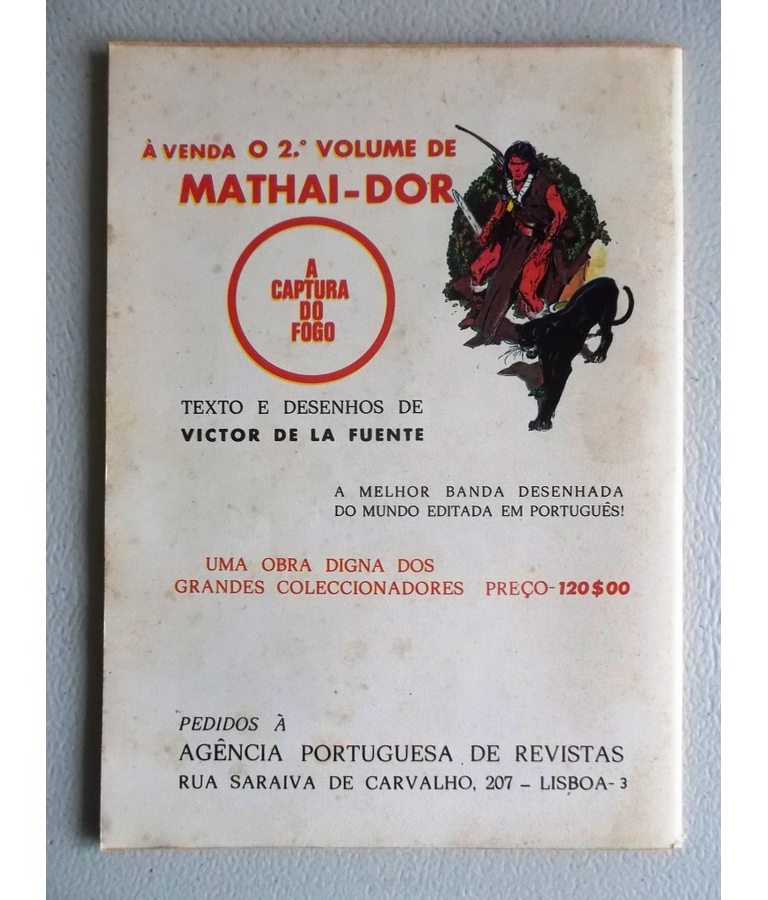 À VENDA O 2.º VOLUME DE
MATHAI-DOR
A
CAPTURA
DO
FOGO
TEXTO E DESENHOS DE
VICTOR DE LA FUENTE
A MELHOR BANDA DESENHADA
DO MUNDO EDITADA EM PORTUGUÊS!
UMA OBRA DIGNA DOS
GRANDES COLECCIONADORES PREÇO-120$00
PEDIDOS À
AGÊNCIA PORTUGUESA DE REVISTAS
RUA SARAIVA DE CARVALHO, 207 – LISBOA-3